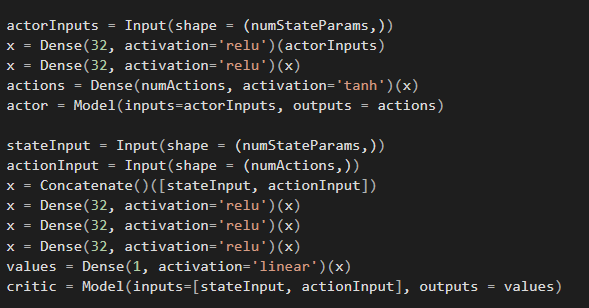 actorInputs = Input(shape = (numStateParams,))
x = Dense(32, activation='relu')(actorInputs)
x = Dense(32, activation='relu')(x)
actions = Dense(numActions, activation='tanh')(x)
actor = Model(inputs=actorInputs, outputs = actions)

stateInput = Input(shape = (numStateParams,))
actionInput = Input(shape = (numActions,))
x = Concatenate()([stateInput, actionInput])
x = Dense(32, activation='relu')(x)
x = Dense(32, activation='relu')(x)
x = Dense(32, activation='relu')(x)
values = Dense(1, activation='linear')(x)
critic = Model(inputs=[stateInput, actionInput], outputs = values)